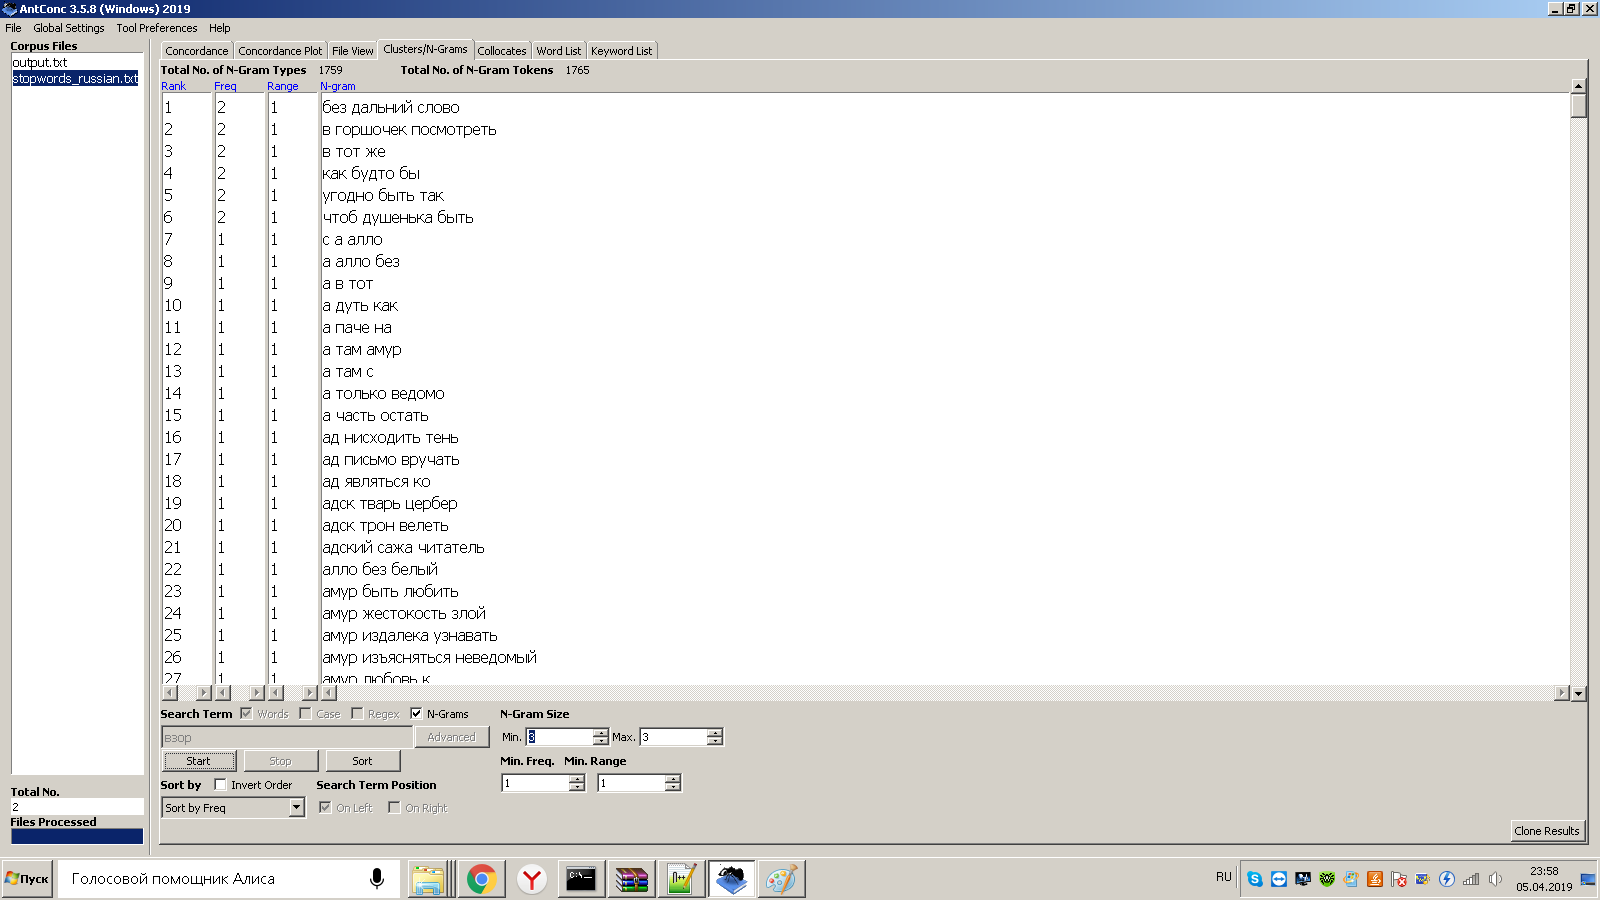 AntConc 3.5.8 (Windows) 2019
File Global Settings Tool Preferences Help
Corpus Files
output.txt
stopwords_russian.txt
Total No.
2
Files Processed
Concordance Concordance Plot File View Clusters/N-Grams Collocates Word List Keyword List
Total No. of N-Gram Types 1759 Total No. of N-Gram Tokens 1765
Rank Freq Range N-gram
1 2 1 без дальний слово
2 2 1 в горшочек посмотреть
3 2 1 в тот же
4 2 1 как будто бы
5 2 1 угодно быть так
6 2 1 чтоб душенька быть
7 1 1 c а алло
8 1 1 а алло без
9 1 1 а в тот
10 1 1 а дуть как
11 1 1 а паче на
12 1 1 а там амур
13 1 1 а там с
14 1 1 а только ведомо
15 1 1 а часть остать
16 1 1 ад нисходить тень
17 1 1 ад письмо вручать
18 1 1 ад являться ко
19 1 1 адск тварь цербер
20 1 1 адск трон велеть
21 1 1 адский сажа читатель
22 1 1 алло без белый
23 1 1 амур быть любить
24 1 1 амур жестокость злой
25 1 1 амур издалека узнавать
26 1 1 амур изъясняться неведомый
27 1 1 амур любовь к
Search Term Words Case Regex N-Grams N-Gram Size
взор Advanced Min. 3 Max. 3
Start Stop Sort Min. Freq. Min. Range
Sort by Invert Order Search Term Position 1 1
Sort by Freq On Left On Right
Clone Results
Пуск Голосовой помощник Алиса RU 23:58
05.04.2019